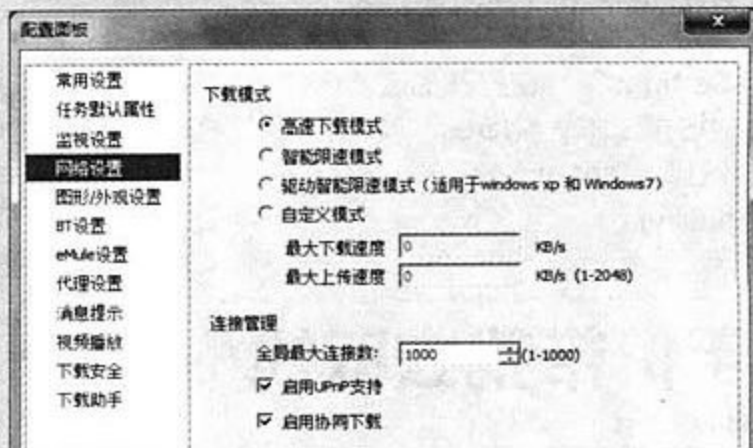 配置面板
常用设置
任务默认属性
监视设置
网络设置
图形/外观设置
BT设置
eMule设置
代理设置
消息提示
视频播放
下载安全
下载助手
下载模式
高速下载模式
智能限速模式
驱动智能限速模式（适用于windows xp 和 Windows7）
自定义模式
最大下载速度 0 KB/s
最大上传速度 0 KB/s (1-2048)
连接管理
全局最大连接数: 1000 (1-1000)
启用UPnP支持
启用协同下载